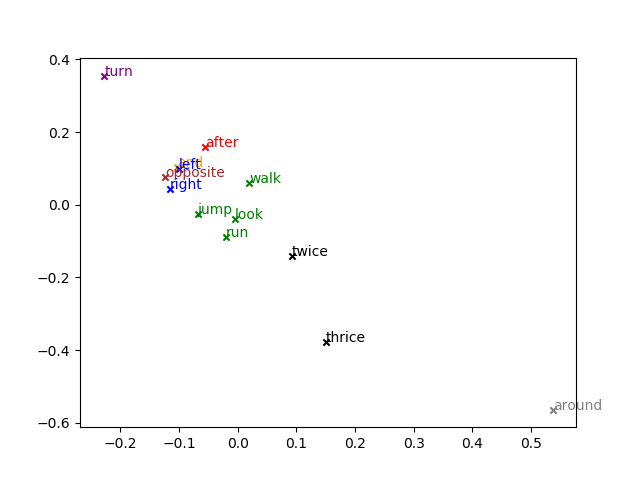 0.4
turn
0.2
after
and
left
opposite
walk
right
0.0
jump
look
run
twice
−0.2
thrice
−0.4
around
−0.6
−0.2 −0.1 0.0 0.1 0.2 0.3 0.4 0.5